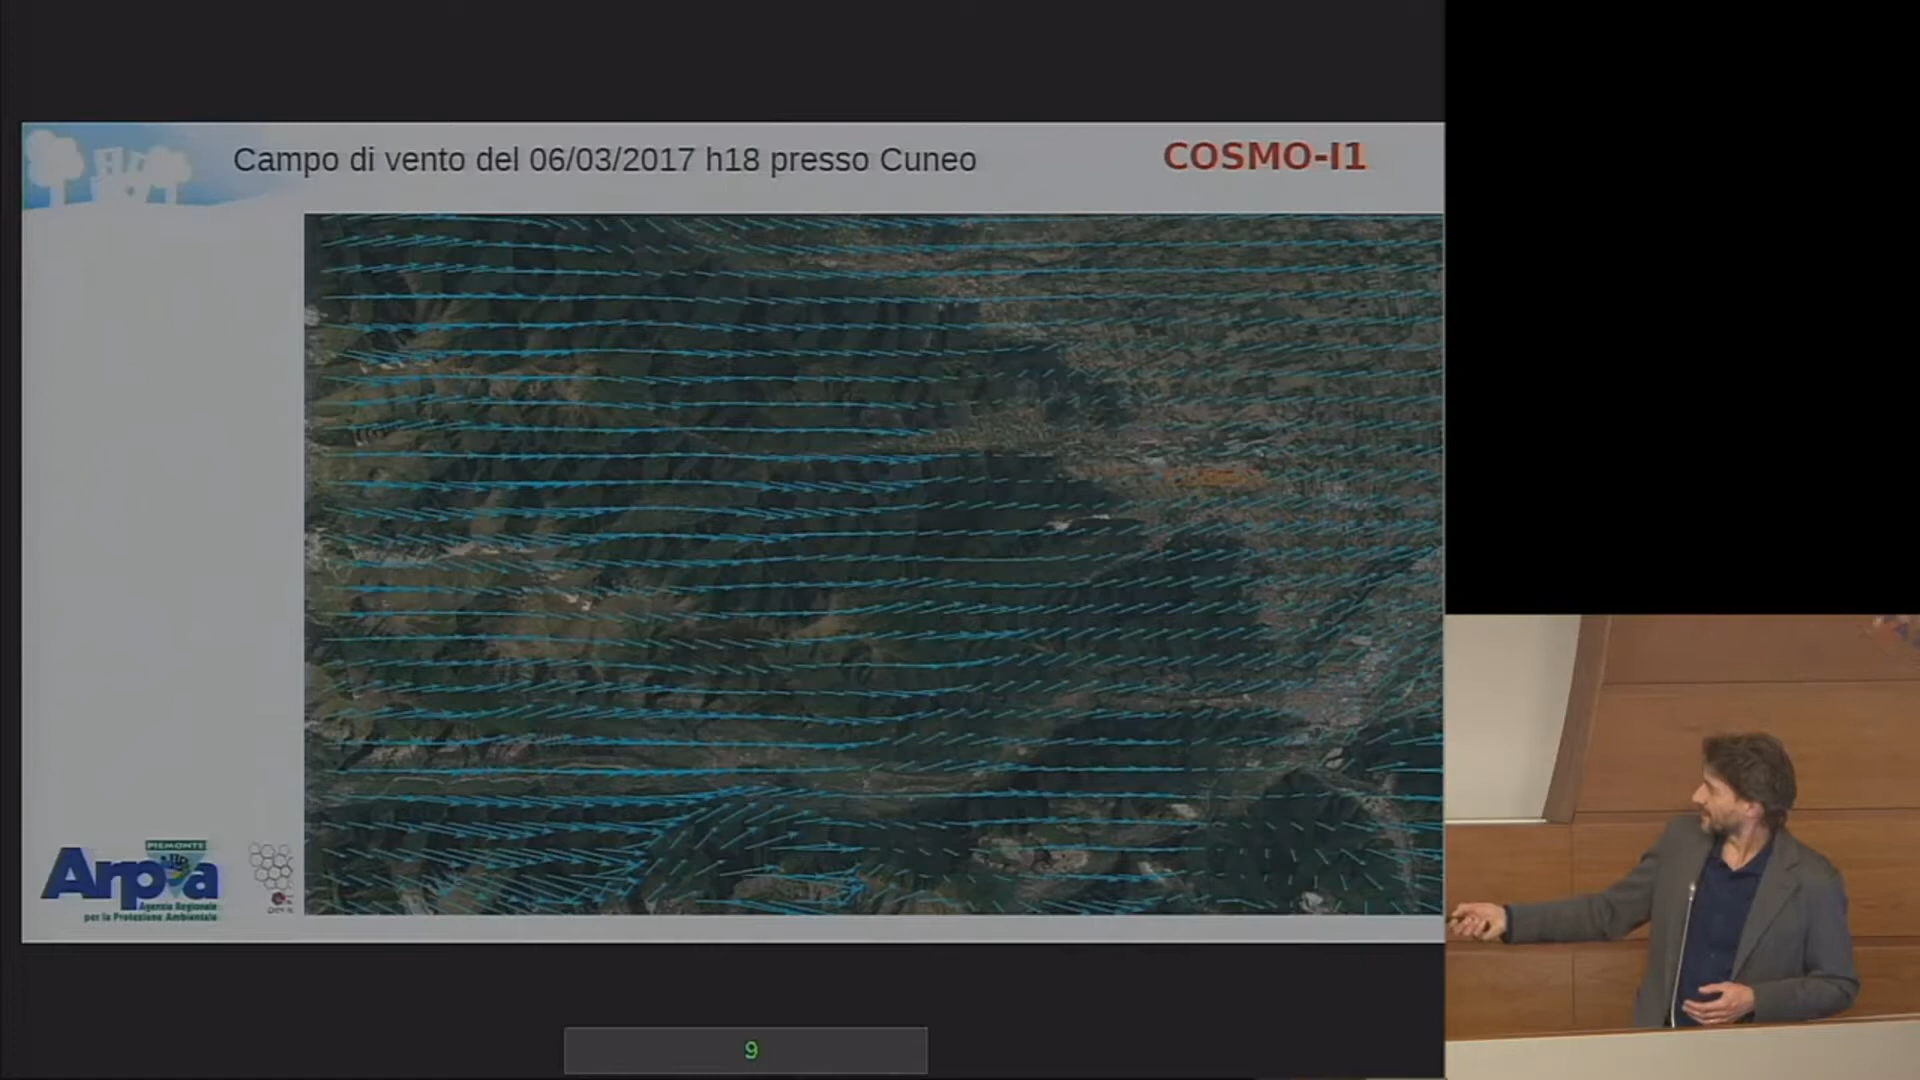 Campo di vento del 06/03/2017 h18 presso Cuneo
COSMO-I1
PIEMONTE
Arpa
Agenzia Regionale
per la Protezione Ambientale
9